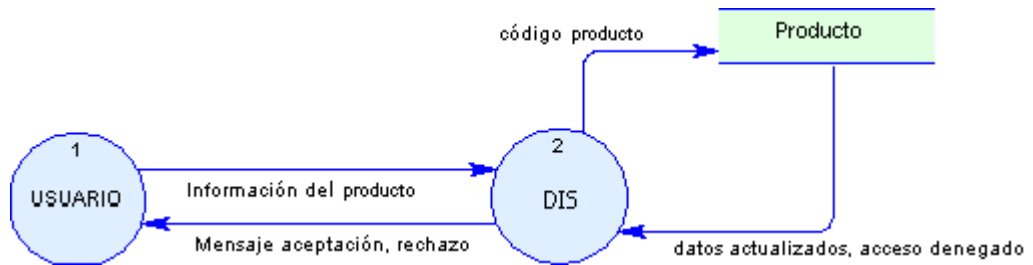 código producto
Producto
1
USUARIO
Información del producto
Mensaje aceptación, rechazo
2
DIS
datos actualizados, acceso denegado